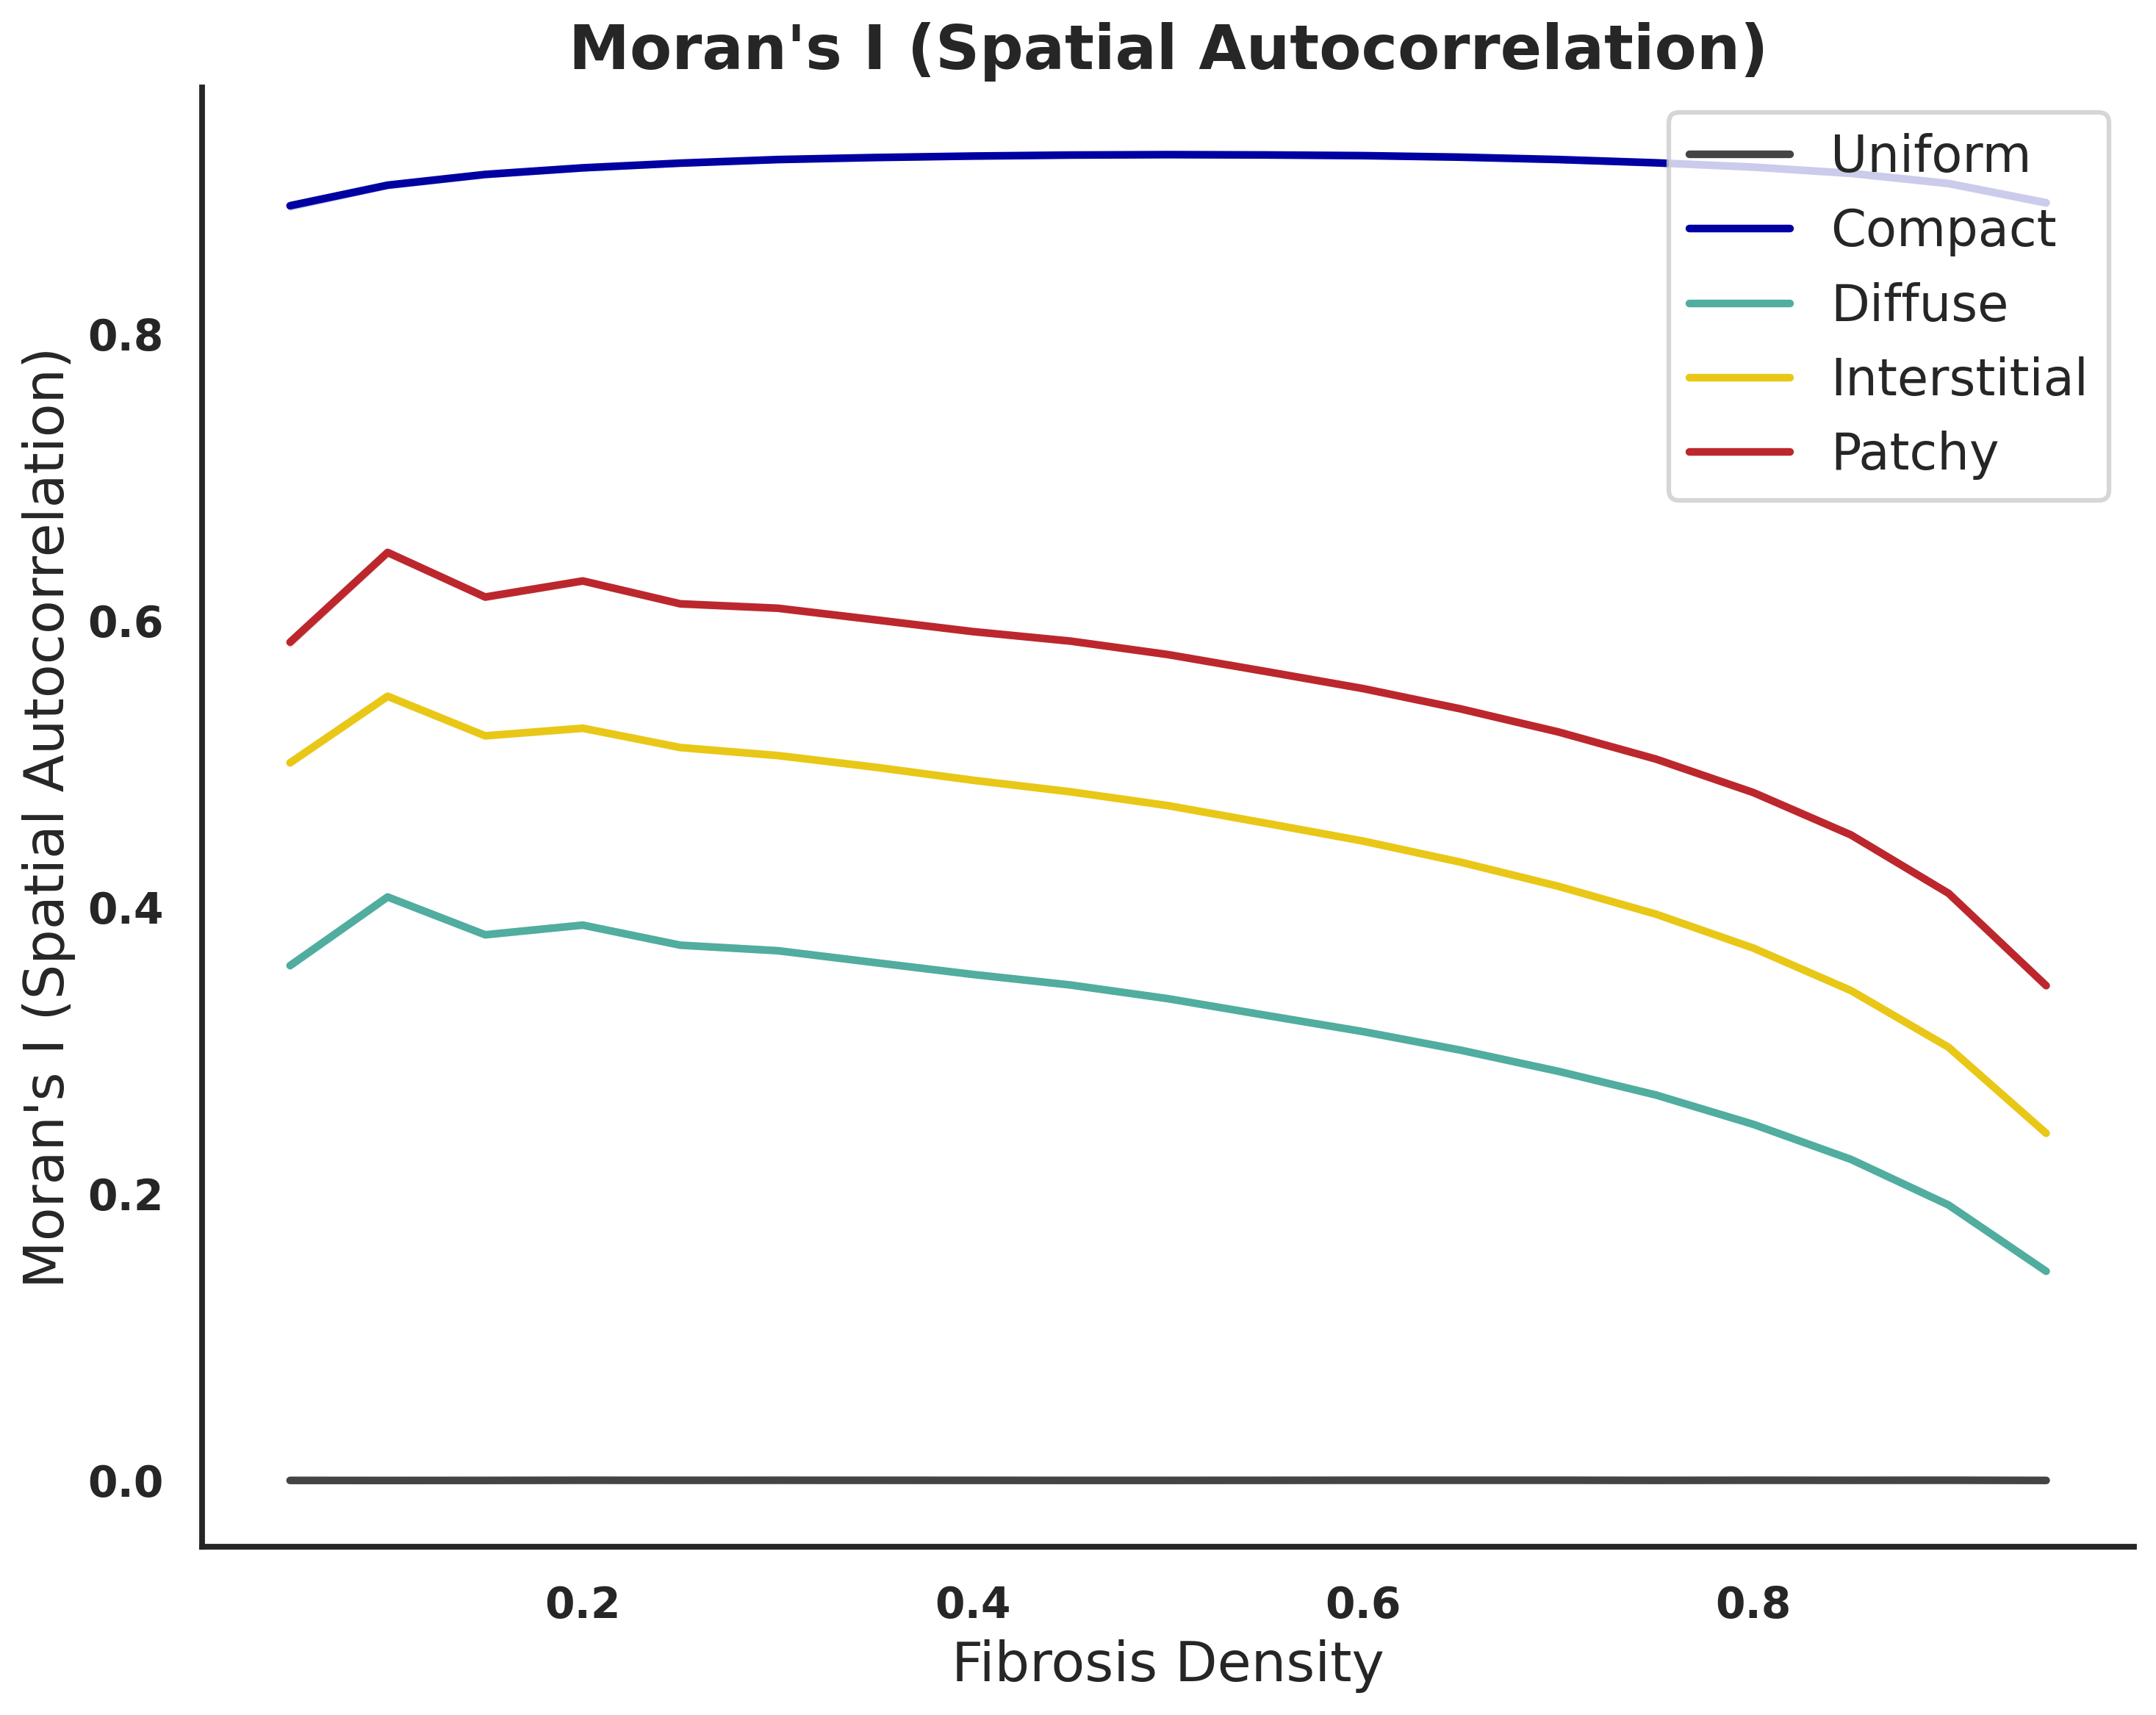 Moran's I (Spatial Autocorrelation)
Uniform
Compact
Diffuse
Interstitial
Patchy
Moran's I (Spatial Autocorrelation)
0.8
0.6
0.4
0.2
0.0
0.2 0.4 0.6 0.8
Fibrosis Density